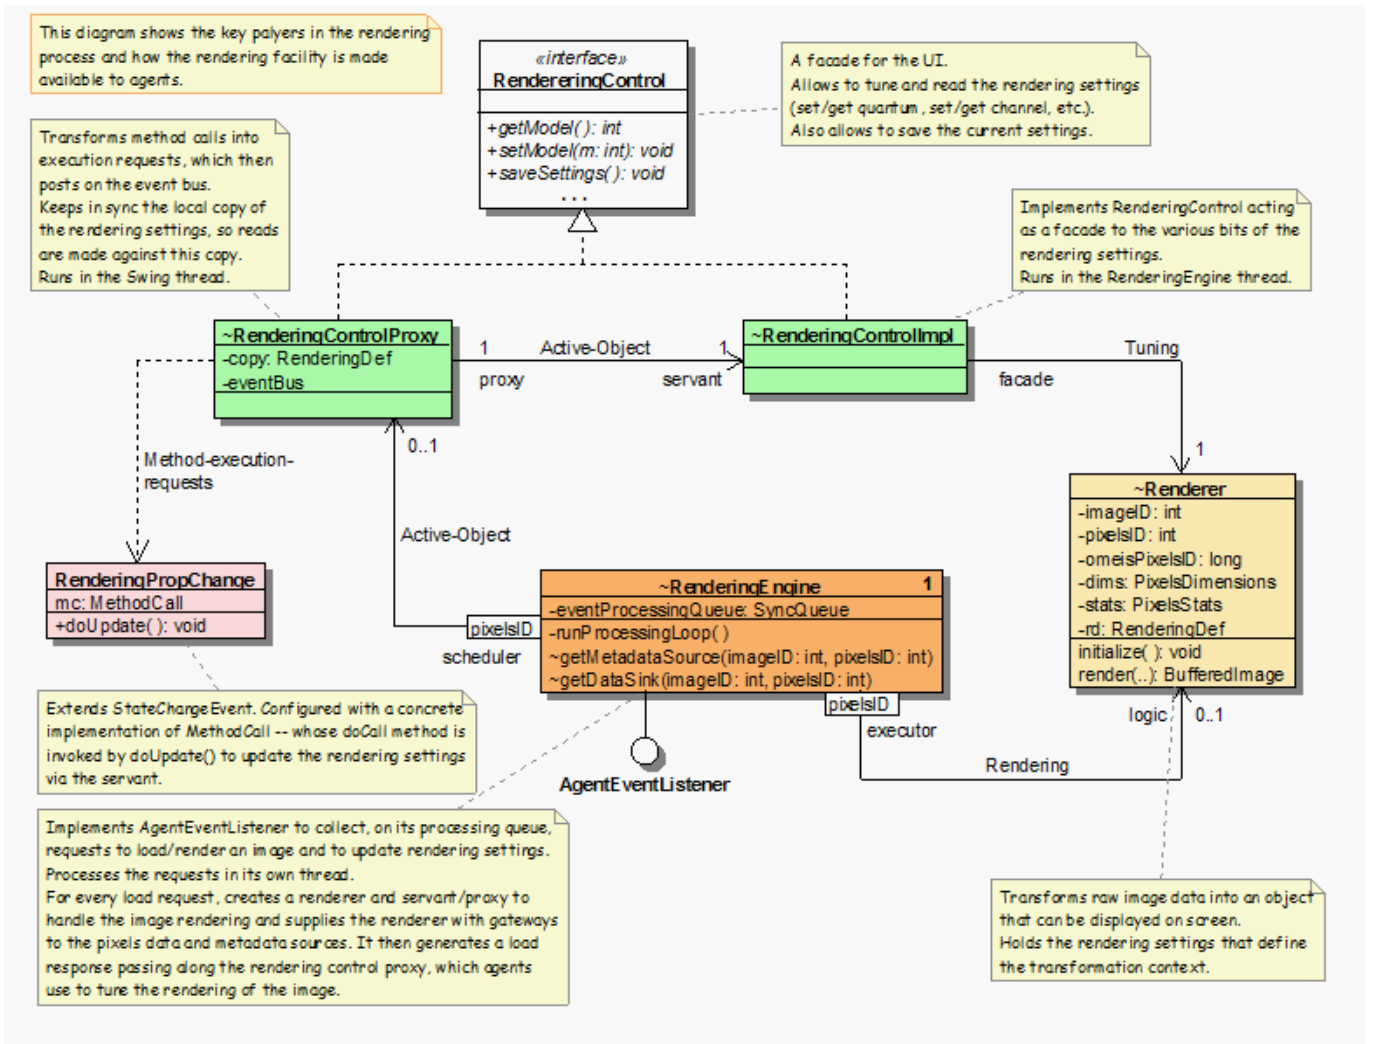 This diagram shows the key palyers in the rendering
process and how the rendering facility is made
available to agents.
«interface»
RendereringControl
+getModel( ): int
+setModel(m: int): void
+saveSettings( ): void
. . .
A facade for the UI.
Allows to tune and read the rendering settings
(set/get quantum, set/get channel, etc.).
Also allows to save the current settings.
Transforms method calls into
execution requests, which then
posts on the event bus.
Keeps in sync the local copy of
the rendering settings, so reads
are made against this copy.
Runs in the Swing thread.
Implements RenderingControl acting
as a facade to the various bits of the
rendering settings.
Runs in the RenderingEngine thread.
~RenderingControlProxy
-copy: RenderingDef
-eventBus
1
Active-Object
1
proxy
servant
~RenderingControlImpl
Tuning
facade
1
0..1
Method-execution-
requests
Active-Object
~Renderer
-imageID: int
-pixelsID: int
-omeisPixelsID: long
-dims: PixelsDimensions
-stats: PixelsStats
-rd: RenderingDef
initialize( ): void
render(..): BufferedImage
RenderingPropChange
mc: MethodCall
+doUpdate( ): void
~RenderingEngine
1
-eventProcessingQueue: SyncQueue
-runProcessingLoop( )
~getMetadataSource(imageID: int, pixelsID: int)
~getDataSink(imageID: int, pixelsID: int)
pixelsID
scheduler
pixelsID
executor
logic
0..1
Rendering
AgentEventListener
Extends StateChangeEvent. Configured with a concrete
implementation of MethodCall -- whose doCall method is
invoked by doUpdate() to update the rendering settings
via the servant.
Implements AgentEventListener to collect, on its processing queue,
requests to load/render an image and to update rendering settings.
Processes the requests in its own thread.
For every load request, creates a renderer and servant/proxy to
handle the image rendering and supplies the renderer with gateways
to the pixels data and metadata sources. It then generates a load
response passing along the rendering control proxy, which agents
use to tune the rendering of the image.
Transforms raw image data into an object
that can be displayed on screen.
Holds the rendering settings that define
the transformation context.